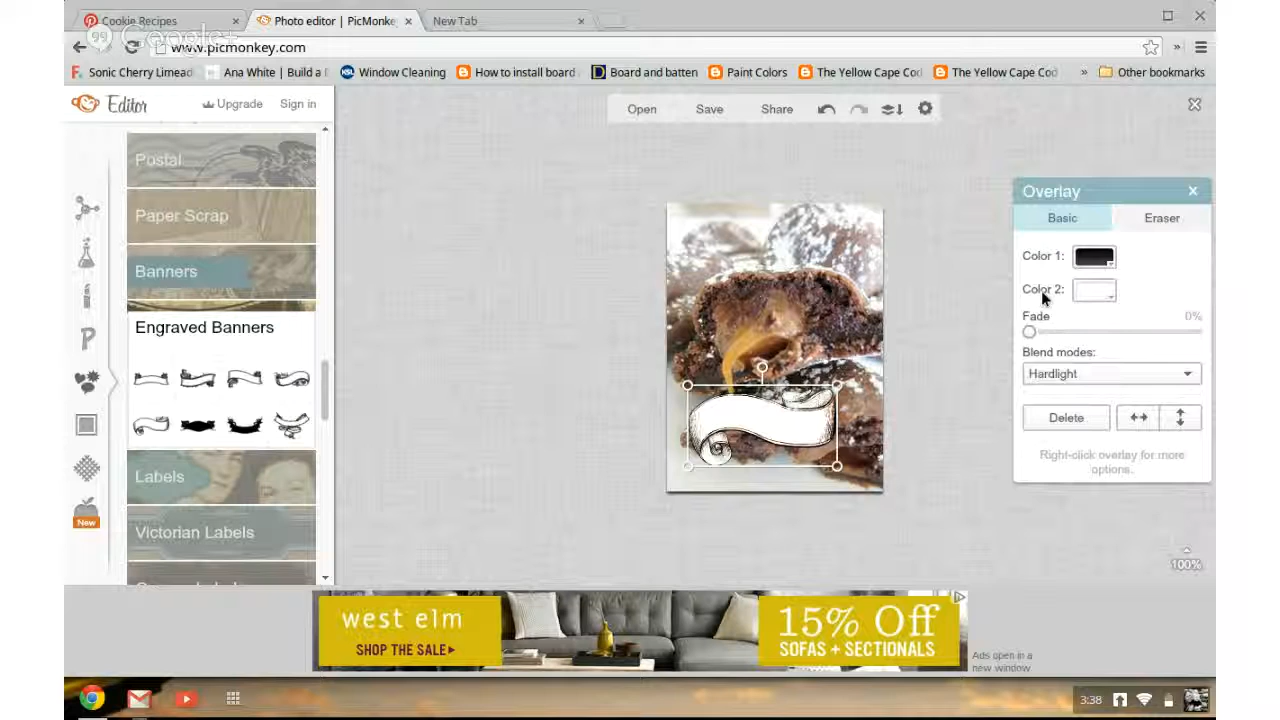 Cookie Recipes
Photo editor | PicMonke
New Tab
Google+
www.picmonkey.com
Sonic Cherry Limead
Ana White | Build a
Window Cleaning
How to install board
Board and batten
Paint Colors
The Yellow Cape Cod
The Yellow Cape Cod
Other bookmarks
Editor
Upgrade
Sign in
Open
Save
Share
Postal
Paper Scrap
Banners
Engraved Banners
Labels
Victorian Labels
New
Overlay
Basic
Eraser
Color 1:
Color 2:
Fade
0%
Blend modes:
Hardlight
Delete
Right-click overlay for more
options.
100%
west elm
SHOP THE SALE
15% Off
SOFAS + SECTIONALS
Ads open in a
new window
3:38